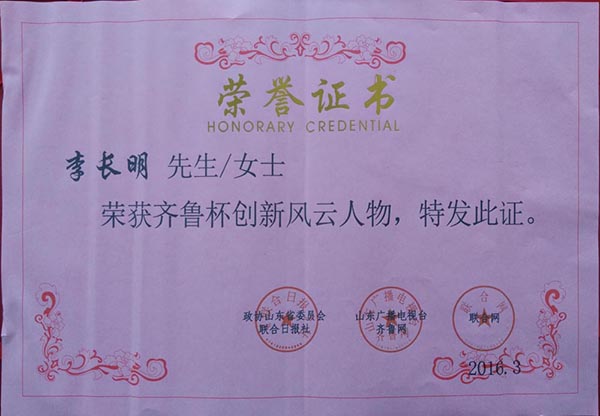 荣誉证书
HONORARY CREDENTIAL
李长明 先生/女士
荣获齐鲁杯创新风云人物，特发此证。
政协山东省委员会
联合日报社
山东广播电视台
齐鲁网
联合网
2016.3